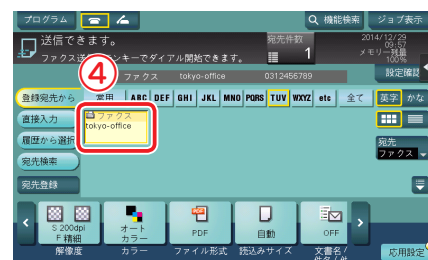 プログラム
機能検索
ジョブ表示
送信できます。
宛先件数
1
2014/12/29
09:57
メモリー残量
100%
ファクス
ンキーでダイアル開始できます。
設定確認
④
ファクス tokyo-office 0312456789
登録宛先から
常用 ABC DEF GHI JKL MNO PQRS TUV WXYZ etc 全て
英字 かな
直接入力
ファクス
tokyo-office
履歴から選択
宛先
ファクス
宛先検索
宛先登録
S 200dpi
F 精細
オート
カラー
PDF
自動
OFF
解像度
カラー
ファイル形式
読込みサイズ
文書名/
応用設定